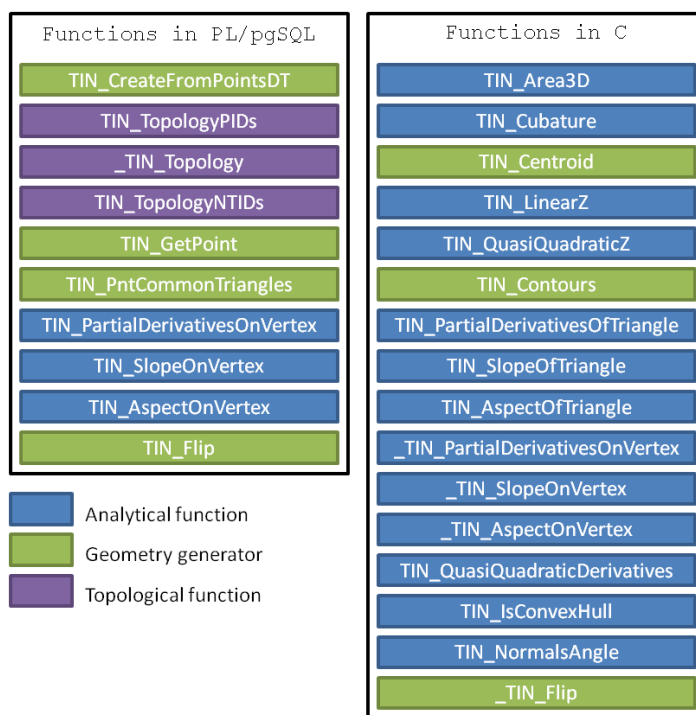 Functions in PL/pgSQL
TIN_CreateFromPointsDT
TIN_TopologyPIDs
_TIN_Topology
TIN_TopologyNTIDs
TIN_GetPoint
TIN_PntCommonTriangles
TIN_PartialDerivativesOnVertex
TIN_SlopeOnVertex
TIN_AspectOnVertex
TIN_Flip
Analytical function
Geometry generator
Topological function
Functions in C
TIN_Area3D
TIN_Cubature
TIN_Centroid
TIN_LinearZ
TIN_QuasiQuadraticZ
TIN_Contours
TIN_PartialDerivativesOfTriangle
TIN_SlopeOfTriangle
TIN_AspectOfTriangle
_TIN_PartialDerivativesOnVertex
_TIN_SlopeOnVertex
_TIN_AspectOnVertex
TIN_QuasiQuadraticDerivatives
TIN_IsConvexHull
TIN_NormalsAngle
_TIN_Flip